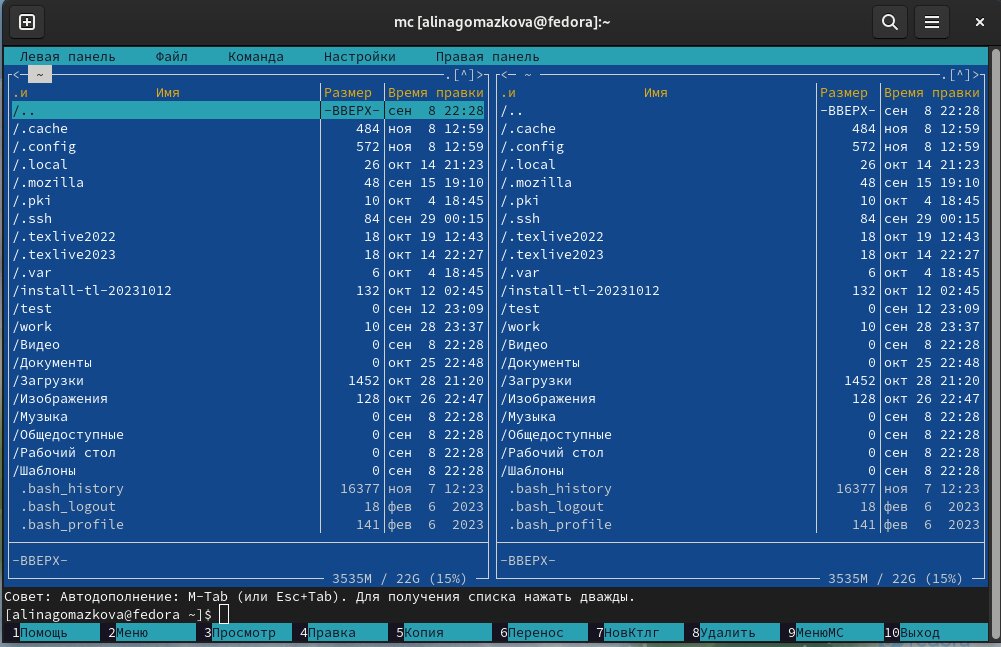 mc [alinagomazkova@fedora]:~
Левая панель Файл Команда Настройки Правая панель
<- ~ .[^]> <- ~ .[^]>
.и Имя Размер Время правки .и Имя Размер Время правки
/.. -ВВЕРХ- сен 8 22:28 /.. -ВВЕРХ- сен 8 22:28
/.cache 484 ноя 8 12:59 /.cache 484 ноя 8 12:59
/.config 572 ноя 8 12:59 /.config 572 ноя 8 12:59
/.local 26 окт 14 21:23 /.local 26 окт 14 21:23
/.mozilla 48 сен 15 19:10 /.mozilla 48 сен 15 19:10
/.pki 10 окт 4 18:45 /.pki 10 окт 4 18:45
/.ssh 84 сен 29 00:15 /.ssh 84 сен 29 00:15
/.texlive2022 18 окт 19 12:43 /.texlive2022 18 окт 19 12:43
/.texlive2023 18 окт 14 22:27 /.texlive2023 18 окт 14 22:27
/.var 6 окт 4 18:45 /.var 6 окт 4 18:45
/install-tl-20231012 132 окт 12 02:45 /install-tl-20231012 132 окт 12 02:45
/test 0 сен 12 23:09 /test 0 сен 12 23:09
/work 10 сен 28 23:37 /work 10 сен 28 23:37
/Видео 0 сен 8 22:28 /Видео 0 сен 8 22:28
/Документы 0 окт 25 22:48 /Документы 0 окт 25 22:48
/Загрузки 1452 окт 28 21:20 /Загрузки 1452 окт 28 21:20
/Изображения 128 окт 26 22:47 /Изображения 128 окт 26 22:47
/Музыка 0 сен 8 22:28 /Музыка 0 сен 8 22:28
/Общедоступные 0 сен 8 22:28 /Общедоступные 0 сен 8 22:28
/Рабочий стол 0 сен 8 22:28 /Рабочий стол 0 сен 8 22:28
/Шаблоны 0 сен 8 22:28 /Шаблоны 0 сен 8 22:28
.bash_history 16377 ноя 7 12:23 .bash_history 16377 ноя 7 12:23
.bash_logout 18 фев 6 2023 .bash_logout 18 фев 6 2023
.bash_profile 141 фев 6 2023 .bash_profile 141 фев 6 2023
-ВВЕРХ- -ВВЕРХ-
3535M / 22G (15%) 3535M / 22G (15%)
Совет: Автодополнение: M-Tab (или Esc+Tab). Для получения списка нажать дважды.
[alinagomazkova@fedora ~]$
1Помощь 2Меню 3Просмотр 4Правка 5Копия 6Перенос 7НовКтлг 8Удалить 9МенюMC 10Выход